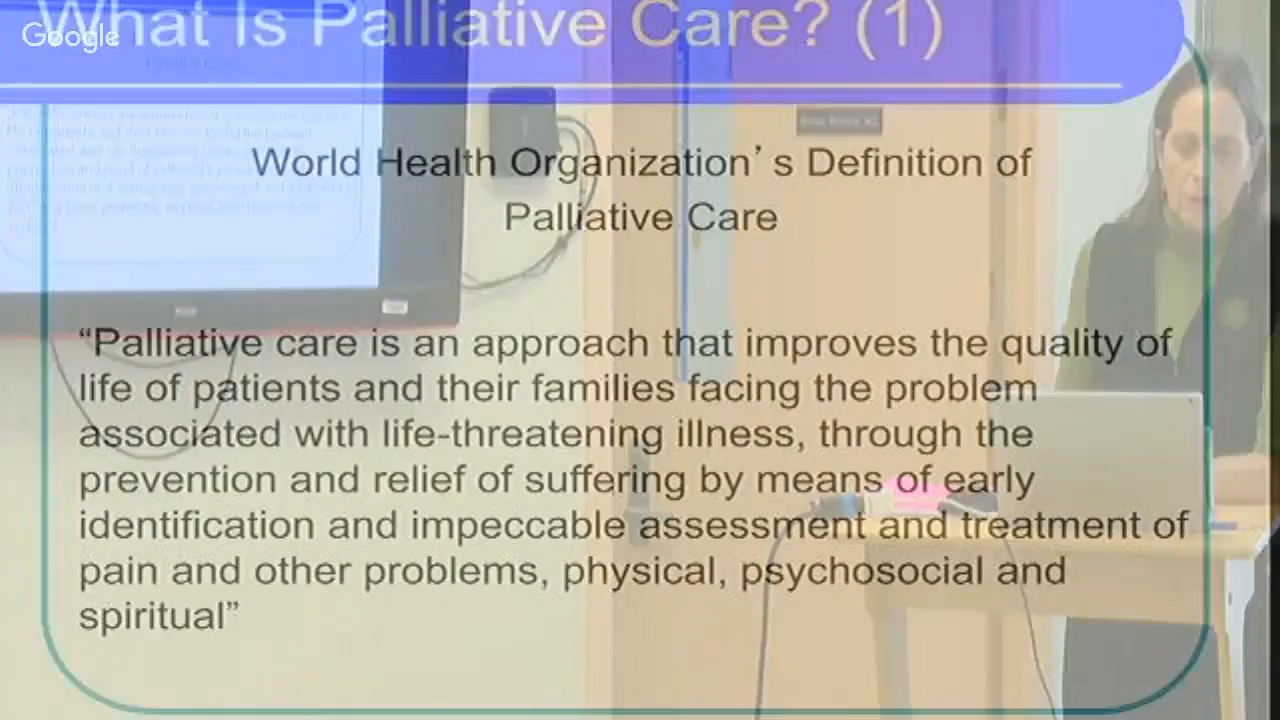 What Is Palliative Care? (1)
Google
World Health Organization’s Definition of
Palliative Care
“Palliative care is an approach that improves the quality of
life of patients and their families facing the problem
associated with life-threatening illness, through the
prevention and relief of suffering by means of early
identification and impeccable assessment and treatment of
pain and other problems, physical, psychosocial and
spiritual”